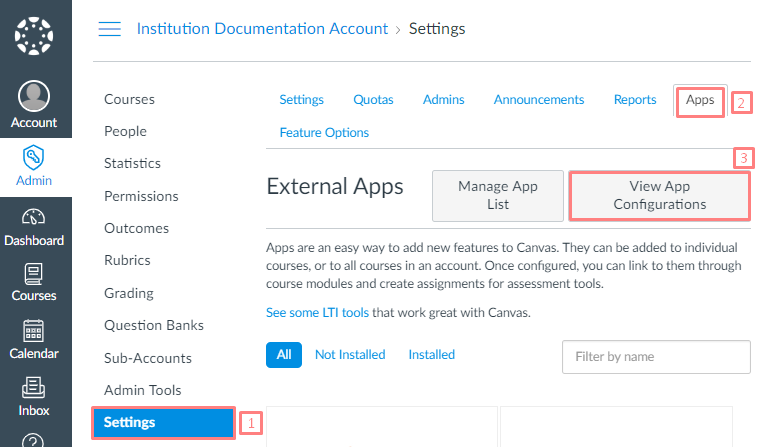 Institution Documentation Account › Settings
Account
Admin
Dashboard
Courses
Calendar
Inbox
Courses
People
Statistics
Permissions
Outcomes
Rubrics
Grading
Question Banks
Sub-Accounts
Admin Tools
Settings 1
Settings Quotas Admins Announcements Reports Apps 2
Feature Options
3
External Apps
Manage App
List
View App
Configurations
Apps are an easy way to add new features to Canvas. They can be added to individual
courses, or to all courses in an account. Once configured, you can link to them through
course modules and create assignments for assessment tools.
See some LTI tools that work great with Canvas.
All Not Installed Installed Filter by name